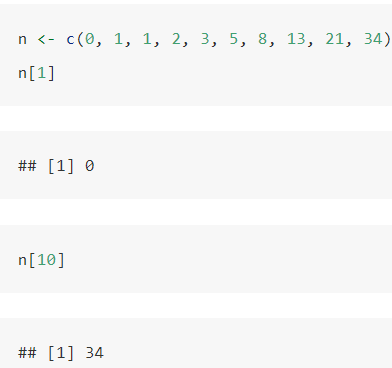 n <- c(0, 1, 1, 2, 3, 5, 8, 13, 21, 34)
n[1]
## [1] 0
n[10]
## [1] 34